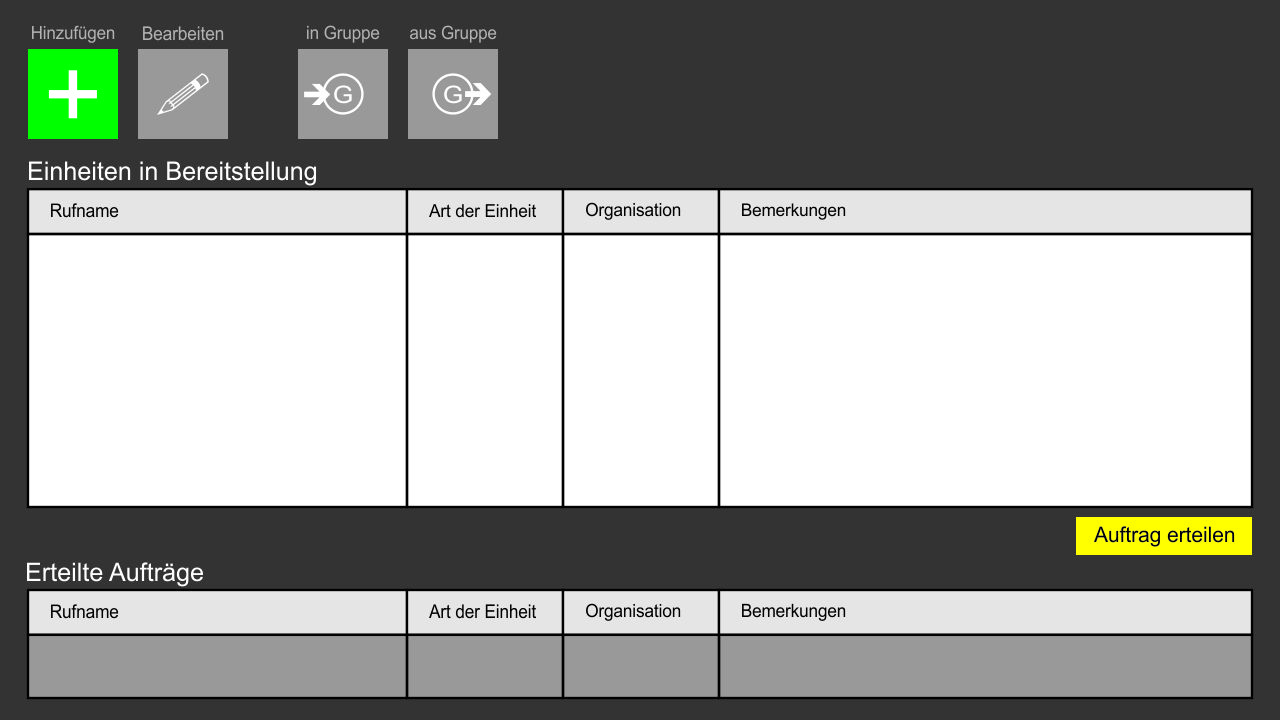 Hinzufügen Bearbeiten in Gruppe aus Gruppe
G G
Einheiten in Bereitstellung
Rufname Art der Einheit Organisation Bemerkungen
Auftrag erteilen
Erteilte Aufträge
Rufname Art der Einheit Organisation Bemerkungen